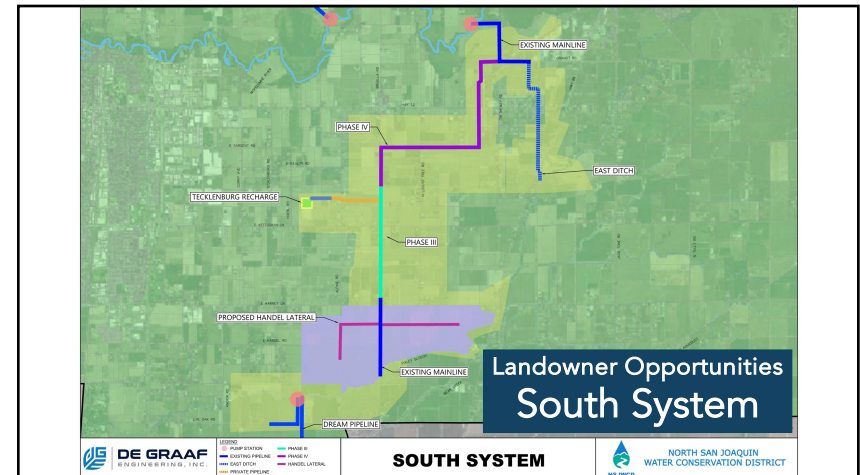 EXISTING MAINLINE
PHASE IV
EAST DITCH
TECKLENBURG RECHARGE
PHASE III
PROPOSED HANDEL LATERAL
EXISTING MAINLINE
DREAM PIPELINE
Landowner Opportunities
South System
DE GRAAF
ENGINEERING, INC.
LEGEND
PUMP STATION
EXISTING PIPELINE
EAST DITCH
PRIVATE PIPELINE
PHASE III
PHASE IV
HANDEL LATERAL
SOUTH SYSTEM
NORTH SAN JOAQUIN
WATER CONSERVATION DISTRICT